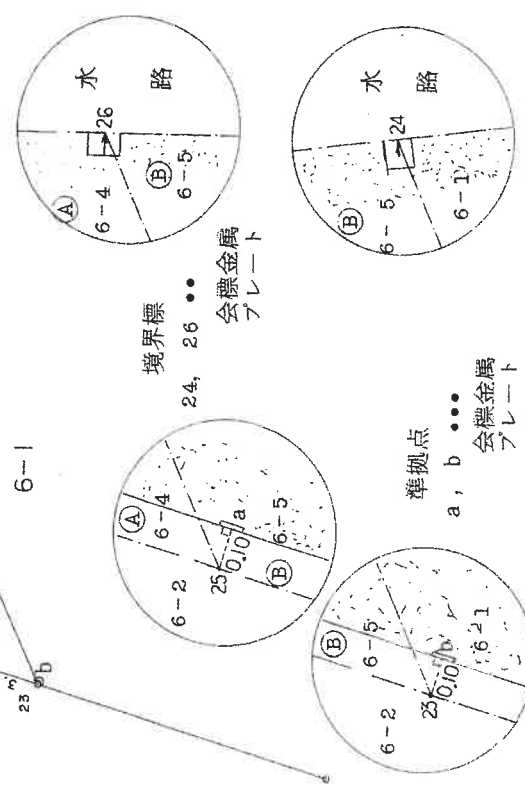 6-1
23
b
水路
26
Ⓐ
6-4
Ⓑ
6-5
水路
24
Ⓑ
6-5
6-1
境界標
24, 26 ‥
会標金属
プレート
準拠点
a, b …
会標金属
プレート
Ⓐ
6-4
6-2
25
0.10
a
Ⓑ
6-5
Ⓑ
6-5
6-2
23
0.10
b
6-1